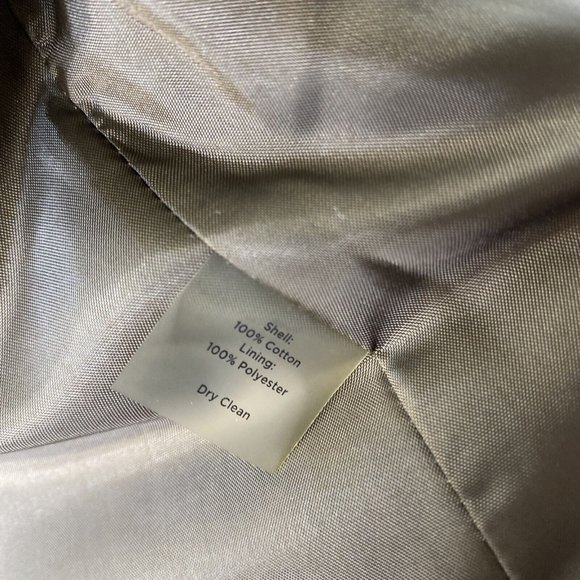 Shell:
100% Cotton
Lining:
100% Polyester
Dry Clean